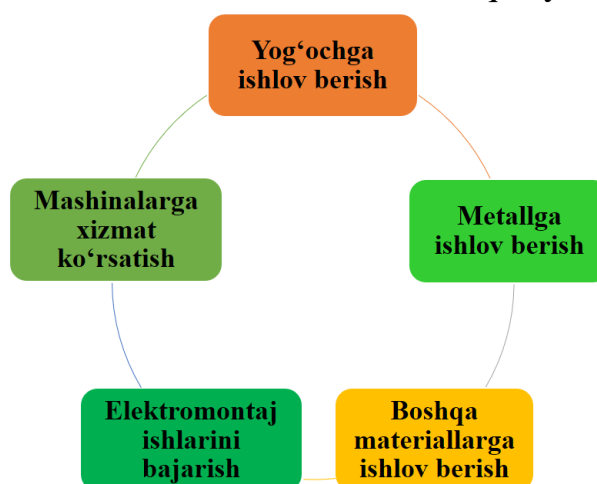 Yog‘ochga
ishlov berish
Metallga
ishlov berish
Boshqa
materiallarga
ishlov berish
Elektromontaj
ishlarini
bajarish
Mashinalarga
xizmat
ko‘rsatish